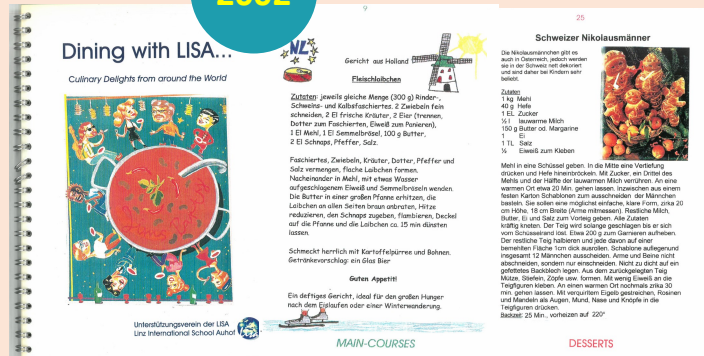 2002
Dining with LISA...
Culinary Delights from around the World
Unterstützungsverein der LISA
Linz International School Auhof
9
NL
Gericht aus Holland
Fleischlaibchen
Zutaten: jeweils gleiche Menge (300 g) Rinder-,
Schweins- und Kalbsfaschiertes. 2 Zwiebeln fein
schneiden, 2 El frische Kräuter, 2 Eier (trennen,
Dotter zum Faschierten, Eiweiß zum Panieren),
1 El Mehl, 1 El Semmelbrösel, 100 g Butter,
2 El Schnaps, Pfeffer, Salz.
Faschiertes, Zwiebeln, Kräuter, Dotter, Pfeffer und
Salz vermengen, flache Laibchen formen.
Nacheinander in Mehl, mit etwas Wasser
aufgeschlagenem Eiweiß und Semmelbröseln wenden.
Die Butter in einer großen Pfanne erhitzen, die
Laibchen an allen Seiten braun anbraten, Hitze
reduzieren, den Schnaps zugeben, flambieren, Deckel
auf die Pfanne und die Laibchen ca. 15 min dünsten
lassen.
Schmeckt herrlich mit Kartoffelpürree und Bohnen.
Getränkevorschlag: ein Glas Bier
Guten Appetit!
Ein deftiges Gericht, ideal für den großen Hunger
nach dem Eislaufen oder einer Winterwanderung.
MAIN-COURSES
25
Schweizer Nikolausmänner
Die Nikolausmännchen gibt es
auch in Österreich, jedoch werden
sie in der Schweiz nett dekoriert
und sind daher bei Kindern sehr
beliebt.
Zutaten
1 kg Mehl
40 g Hefe
1 EL Zucker
½ l lauwarme Milch
150 g Butter od. Margarine
1 Ei
1 TL Salz
½ Eiweiß zum Kleben
Mehl in eine Schüssel geben. In die Mitte eine Vertiefung
drücken und Hefe hineinbröckeln. Mit Zucker, ein Drittel des
Mehls und der Hälfte der lauwarmen Milch verrühren. An eine
warmen Ort etwa 20 Min. gehen lassen. inzwischen aus einem
festen Karton Schablonen zum ausschneiden der Männchen
basteln. Sie sollen eine möglichst einfache, klare Form, zirka 20
cm Höhe, 18 cm Breite (Arme mitmessen). Restliche Milch,
Butter, Ei und Salz zum Vorteig geben. Alle Zutaten
kräftig kneten. Der Teig wird solange geschlagen bis er sich
vom Schüsselrand löst. Etwa 200 g zum Garnieren aufheben.
Der restliche Teig halbieren und jede davon auf einer
bemehlten Fläche 1cm dick ausrollen. Schablone auflegenund
insgesamt 12 Männchen ausscheiden. Arme und Beine nicht
abschneiden, sondern nur einschneiden. Nicht zu dicht auf ein
gefettetes Backblech legen. Aus dem zurückgelegten Teig
Mütze, Stiefeln, Zöpfe usw. formen. Mit wenig Eiweiß an die
Teigfiguren kleben. An einen warmen Ort nochmals zirka 30
min. gehen lassen. Mit verquirltem Eigelb gestreichen, Rosinen
und Mandeln als Augen, Mund, Nase und Knöpfe in die
Teigfiguren drücken.
Backzeit: 25 Min., vorheizen auf 220°
DESSERTS